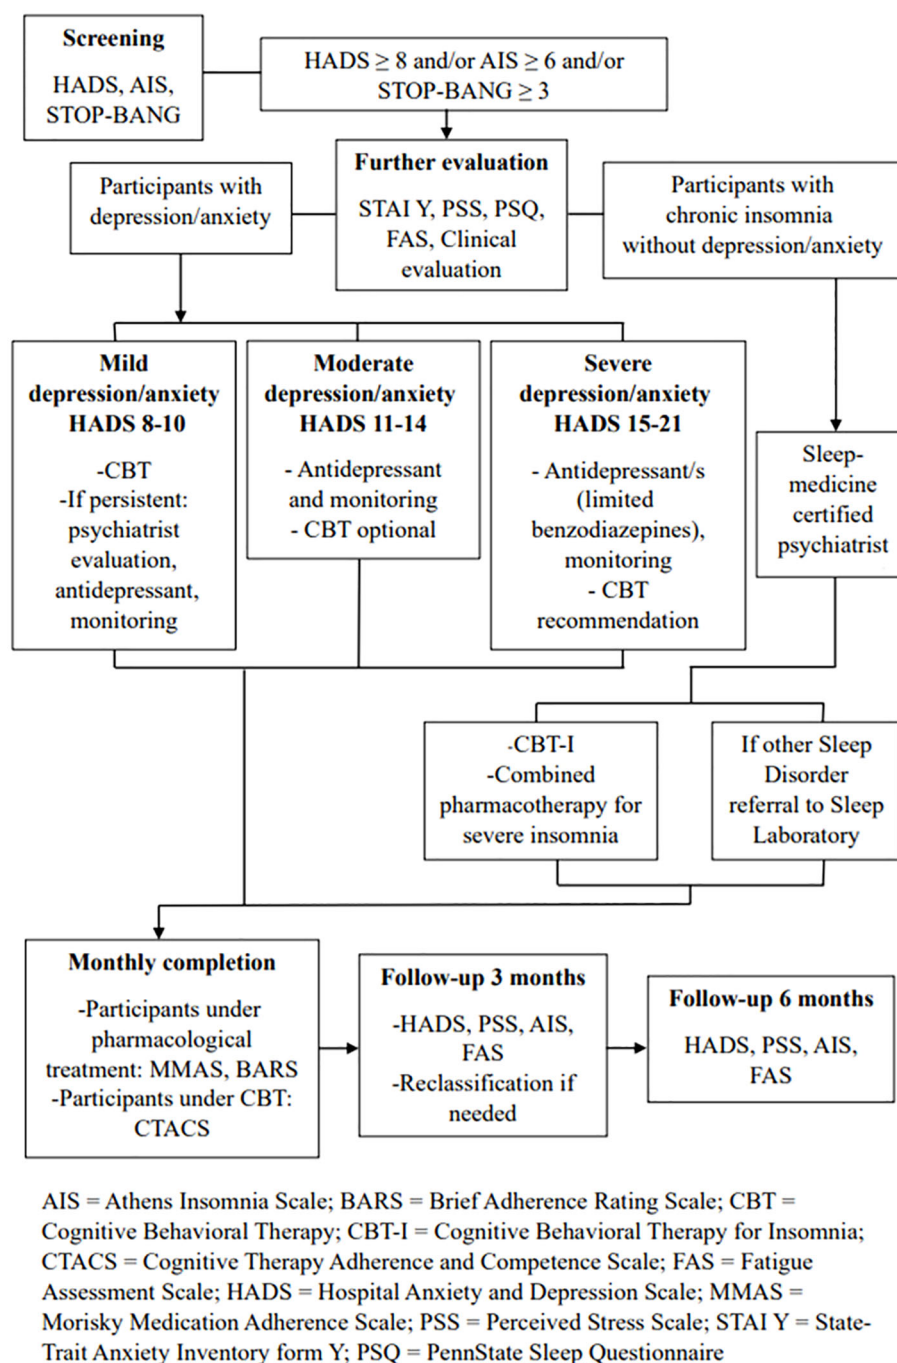 Screening
HADS, AIS,
STOP-BANG
HADS ≥ 8 and/or AIS ≥ 6 and/or
STOP-BANG ≥ 3
Further evaluation
STAI Y, PSS, PSQ,
FAS, Clinical
evaluation
Participants with
depression/anxiety
Participants with
chronic insomnia
without depression/anxiety
Mild
depression/anxiety
HADS 8-10
-CBT
-If persistent:
psychiatrist
evaluation,
antidepressant,
monitoring
Moderate
depression/anxiety
HADS 11-14
- Antidepressant
and monitoring
- CBT optional
Severe
depression/anxiety
HADS 15-21
- Antidepressant/s
(limited
benzodiazepines),
monitoring
- CBT
recommendation
Sleep-
medicine
certified
psychiatrist
-CBT-I
-Combined
pharmacotherapy for
severe insomnia
If other Sleep
Disorder
referral to Sleep
Laboratory
Monthly completion
-Participants under
pharmacological
treatment: MMAS, BARS
-Participants under CBT:
CTACS
Follow-up 3 months
-HADS, PSS, AIS,
FAS
-Reclassification if
needed
Follow-up 6 months
HADS, PSS, AIS,
FAS
AIS = Athens Insomnia Scale; BARS = Brief Adherence Rating Scale; CBT =
Cognitive Behavioral Therapy; CBT-I = Cognitive Behavioral Therapy for Insomnia;
CTACS = Cognitive Therapy Adherence and Competence Scale; FAS = Fatigue
Assessment Scale; HADS = Hospital Anxiety and Depression Scale; MMAS =
Morisky Medication Adherence Scale; PSS = Perceived Stress Scale; STAI Y = State-
Trait Anxiety Inventory form Y; PSQ = PennState Sleep Questionnaire